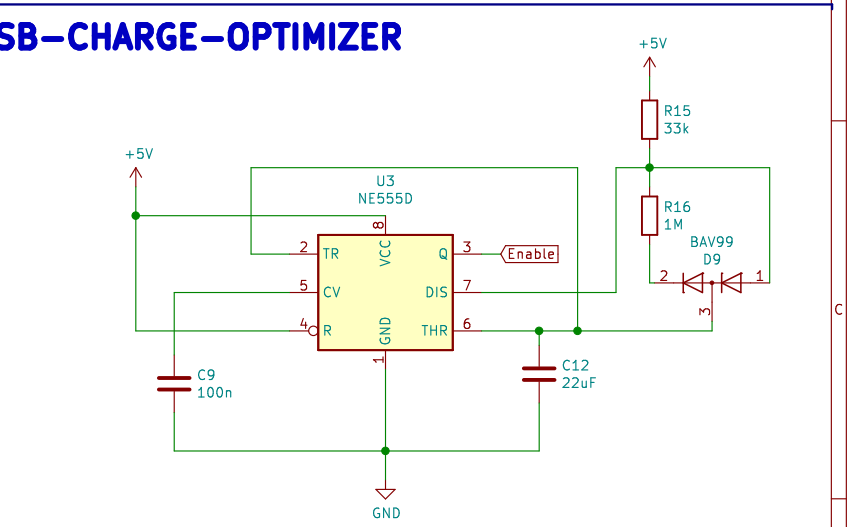 SB-CHARGE-OPTIMIZER
+5V
R15
33k
+5V
U3
NE555D
R16
1M
BAV99
D9
8
2
TR
VCC
Q
3
Enable
2
1
5
CV
DIS
7
3
C
4
R
GND
THR
6
1
C9
100n
C12
22uF
GND